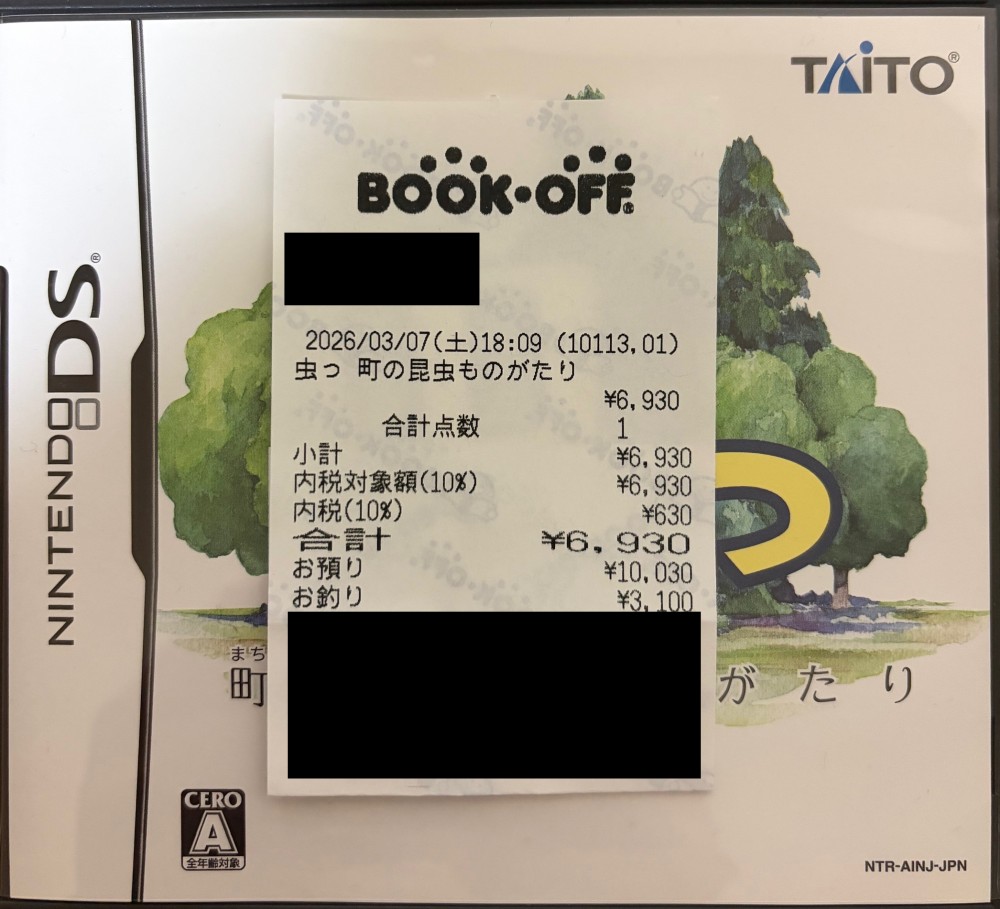 TAITO®
NINTENDO DS®
BOOK・OFF®
2026/03/07(土)18:09 (10113,01)
虫っ 町の昆虫ものがたり
¥6,930
合計点数 1
小計 ¥6,930
内税対象額(10%) ¥6,930
内税(10%) ¥630
合計 ¥6,930
お預り ¥10,030
お釣り ¥3,100
っ
まち
町 がたり
CERO
A
全年齢対象
NTR-AINJ-JPN